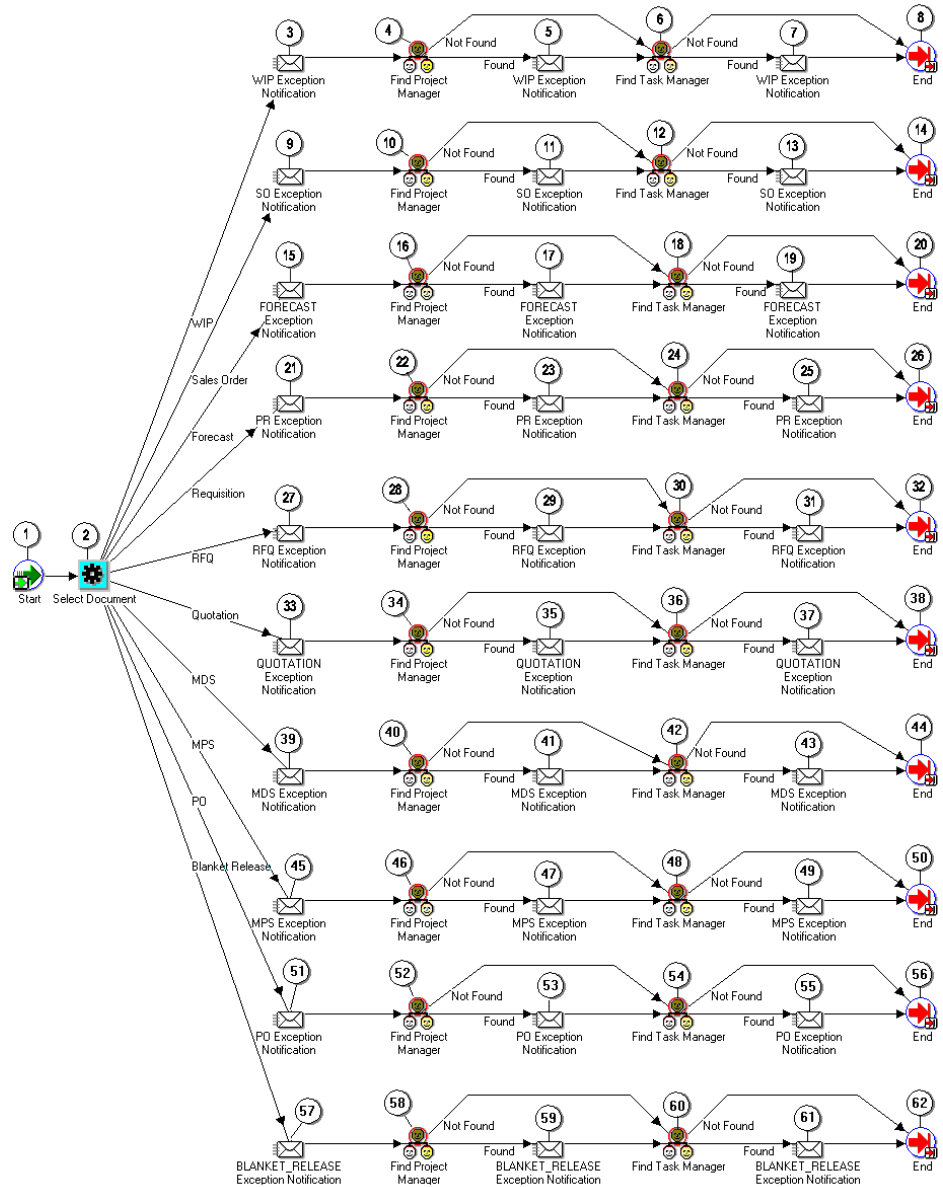 3
4
5
6
7
8
Not Found
Not Found
Found
Found
WIP Exception
Notification
Find Project
Manager
WIP Exception
Notification
Find Task Manager
WIP Exception
Notification
End
9
10
11
12
13
14
Not Found
Not Found
Found
Found
SO Exception
Notification
Find Project
Manager
SO Exception
Notification
Find Task Manager
SO Exception
Notification
End
15
16
17
18
19
20
Not Found
Not Found
Found
Found
FORECAST
Exception
Notification
Find Project
Manager
FORECAST
Exception
Notification
Find Task Manager
FORECAST
Exception
Notification
End
WIP
21
22
23
24
25
26
Not Found
Not Found
Sales Order
Found
Found
PR Exception
Notification
Find Project
Manager
PR Exception
Notification
Find Task Manager
PR Exception
Notification
End
Forecast
Requisition
27
28
29
30
31
32
Not Found
Not Found
Found
Found
RFQ Exception
Notification
Find Project
Manager
RFQ Exception
Notification
Find Task Manager
RFQ Exception
Notification
End
1
2
RFQ
Start
Select Document
Quotation
33
34
35
36
37
38
Not Found
Not Found
Found
Found
QUOTATION
Exception
Notification
Find Project
Manager
QUOTATION
Exception
Notification
Find Task Manager
QUOTATION
Exception
Notification
End
MDS
39
40
41
42
43
44
Not Found
Not Found
MPS
Found
Found
MDS Exception
Notification
Find Project
Manager
MDS Exception
Notification
Find Task Manager
MDS Exception
Notification
End
PO
Blanket Release
45
46
47
48
49
50
Not Found
Not Found
Found
Found
MPS Exception
Notification
Find Project
Manager
MPS Exception
Notification
Find Task Manager
MPS Exception
Notification
End
51
52
53
54
55
56
Not Found
Not Found
Found
Found
PO Exception
Notification
Find Project
Manager
PO Exception
Notification
Find Task Manager
PO Exception
Notification
End
57
58
59
60
61
62
Not Found
Not Found
Found
Found
BLANKET_RELEASE
Exception Notification
Find Project
Manager
BLANKET_RELEASE
Exception Notification
Find Task Manager
BLANKET_RELEASE
Exception Notification
End